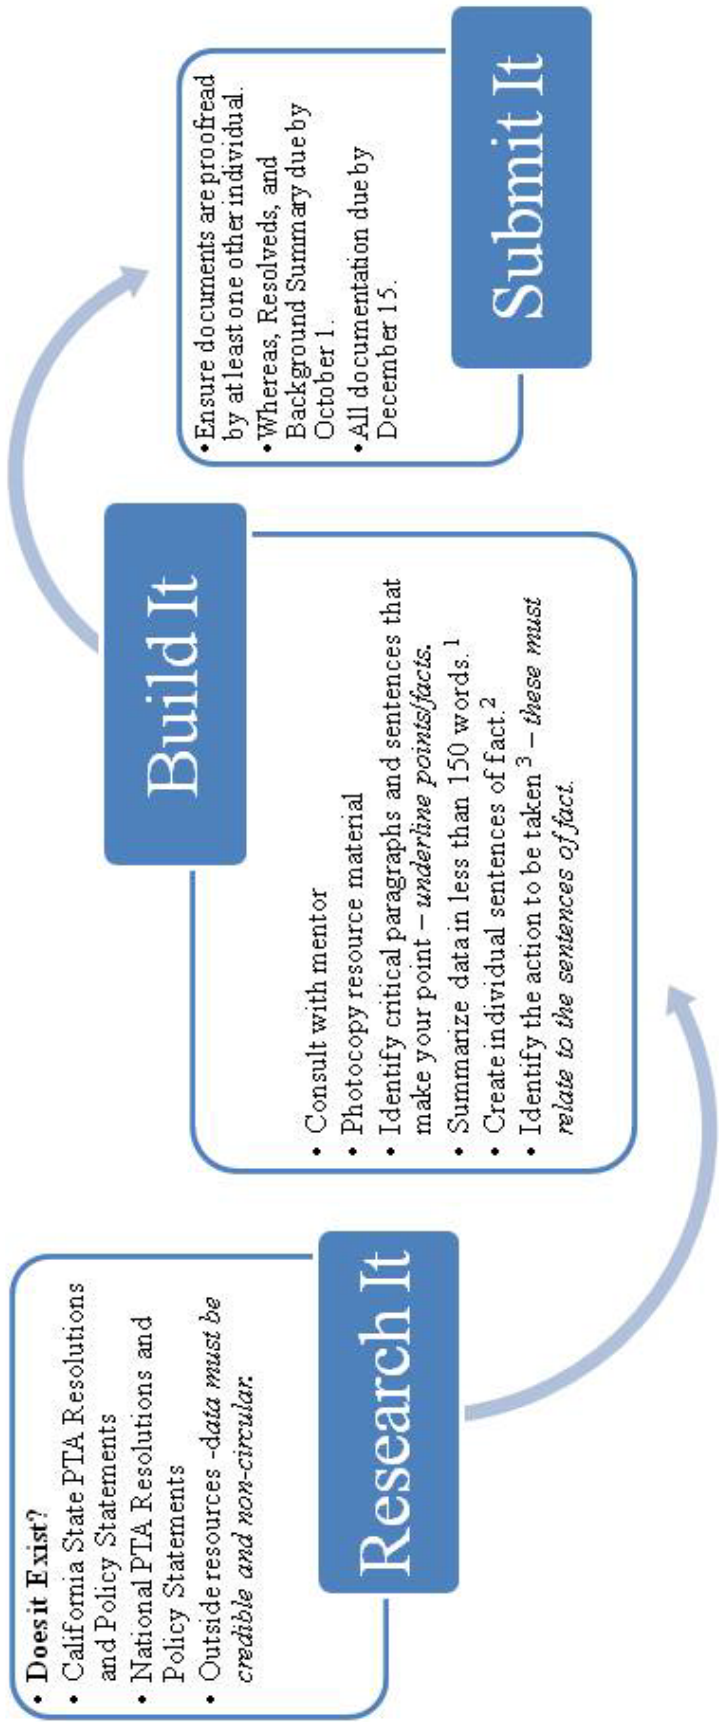 • Does it Exist?
• California State PTA Resolutions
and Policy Statements
• National PTA Resolutions and
Policy Statements
• Outside resources -data must be
credible and non-circular.
Research It
Build It
• Consult with mentor
• Photocopy resource material
• Identify critical paragraphs and sentences that
make your point – underline points/facts.
• Summarize data in less than 150 words.¹
• Create individual sentences of fact.²
• Identify the action to be taken³ – these must
relate to the sentences of fact.
• Ensure documents are proofread
by at least one other individual.
• Whereas, Resolveds, and
Background Summary due by
October 1.
• All documentation due by
December 15.
Submit It